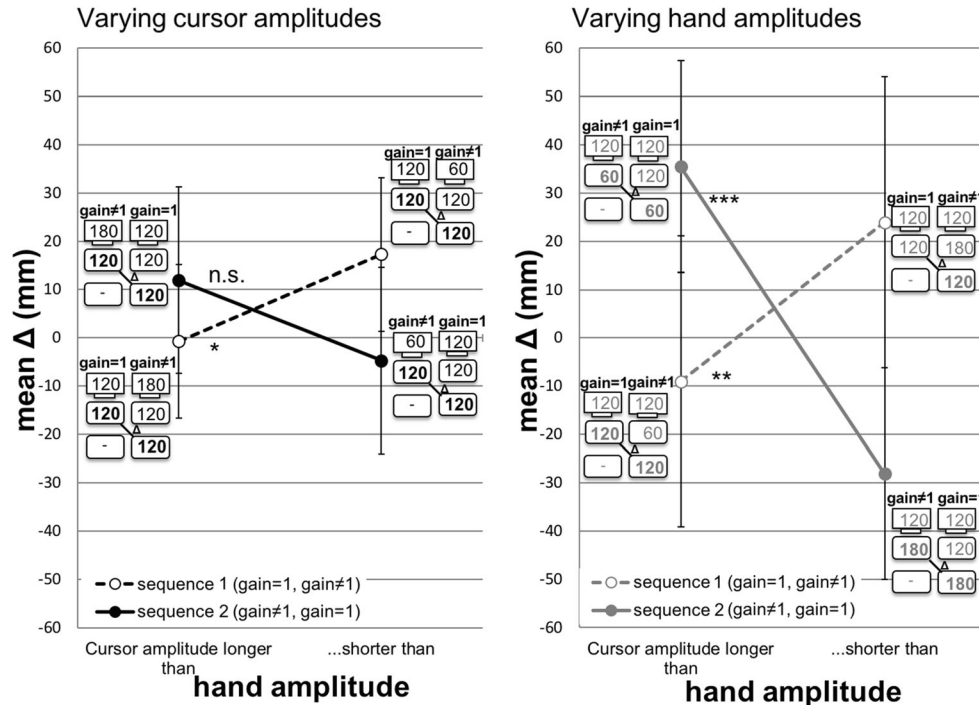 Varying cursor amplitudes
mean Δ (mm)
60
50
40
30
20
10
0
-10
-20
-30
-40
-50
-60
gain≠1 gain=1
180 120
120 120
Δ
- 120
gain=1 gain≠1
120 180
120 120
Δ
- 120
n.s.
*
gain=1 gain≠1
120 60
120 120
Δ
- 120
gain≠1 gain=1
60 120
120 120
Δ
- 120
sequence 1 (gain=1, gain≠1)
sequence 2 (gain≠1, gain=1)
Cursor amplitude longer
than
...shorter than
hand amplitude
Varying hand amplitudes
mean Δ (mm)
60
50
40
30
20
10
0
-10
-20
-30
-40
-50
-60
gain≠1 gain=1
120 120
60 120
Δ
- 60
gain=1 gain≠1
120 120
120 60
Δ
- 120
***
**
gain=1 gain≠1
120 120
120 180
Δ
- 120
gain≠1 gain=1
120 120
180 120
Δ
- 180
sequence 1 (gain=1, gain≠1)
sequence 2 (gain≠1, gain=1)
Cursor amplitude longer
than
...shorter than
hand amplitude